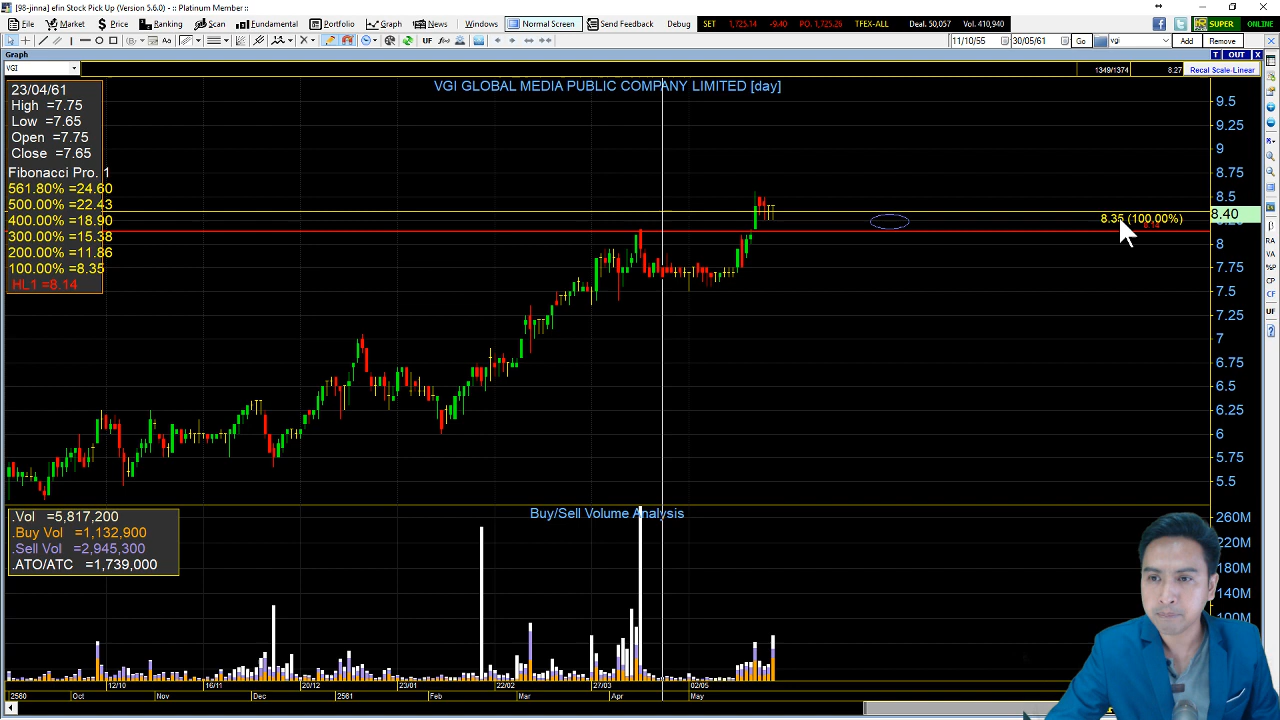 [98-jinna] efin Stock Pick Up (Version 5.6.0) - :: Platinum Member ::
File Market Price Ranking Scan Fundamental Portfolio Graph News Windows Normal Screen Send Feedback Debug SET 1,725.14 -9.40 PO. 1,725.26 TFEX-ALL Deal. 50,057 Vol. 410,940 SUPER
UF 11/10/55 30/05/61 Go vgi Add Remove
Graph T OUT X
VGI 1349/1374 8.27 Recal Scale-Linear
VGI GLOBAL MEDIA PUBLIC COMPANY LIMITED [day]
23/04/61
High =7.75
Low =7.65
Open =7.75
Close =7.65
Fibonacci Pro. 1
561.80% =24.60
500.00% =22.43
400.00% =18.90
300.00% =15.38
200.00% =11.86
100.00% =8.35
HL1 =8.14
8.35 (100.00%)
8.14
9.5
9.25
9
8.75
8.5
8.40
8
7.75
7.5
7.25
7
6.75
6.5
6.25
6
5.75
5.5
RA
VA
%P
CP
CF
UF
Buy/Sell Volume Analysis
.Vol =5,817,200
.Buy Vol =1,132,900
.Sell Vol =2,945,300
.ATO/ATC =1,739,000
260M
220M
180M
140M
100M
12/10 16/11 20/12 23/01 22/02 27/03 02/05
2560 Oct Nov Dec 2561 Feb Mar Apr May